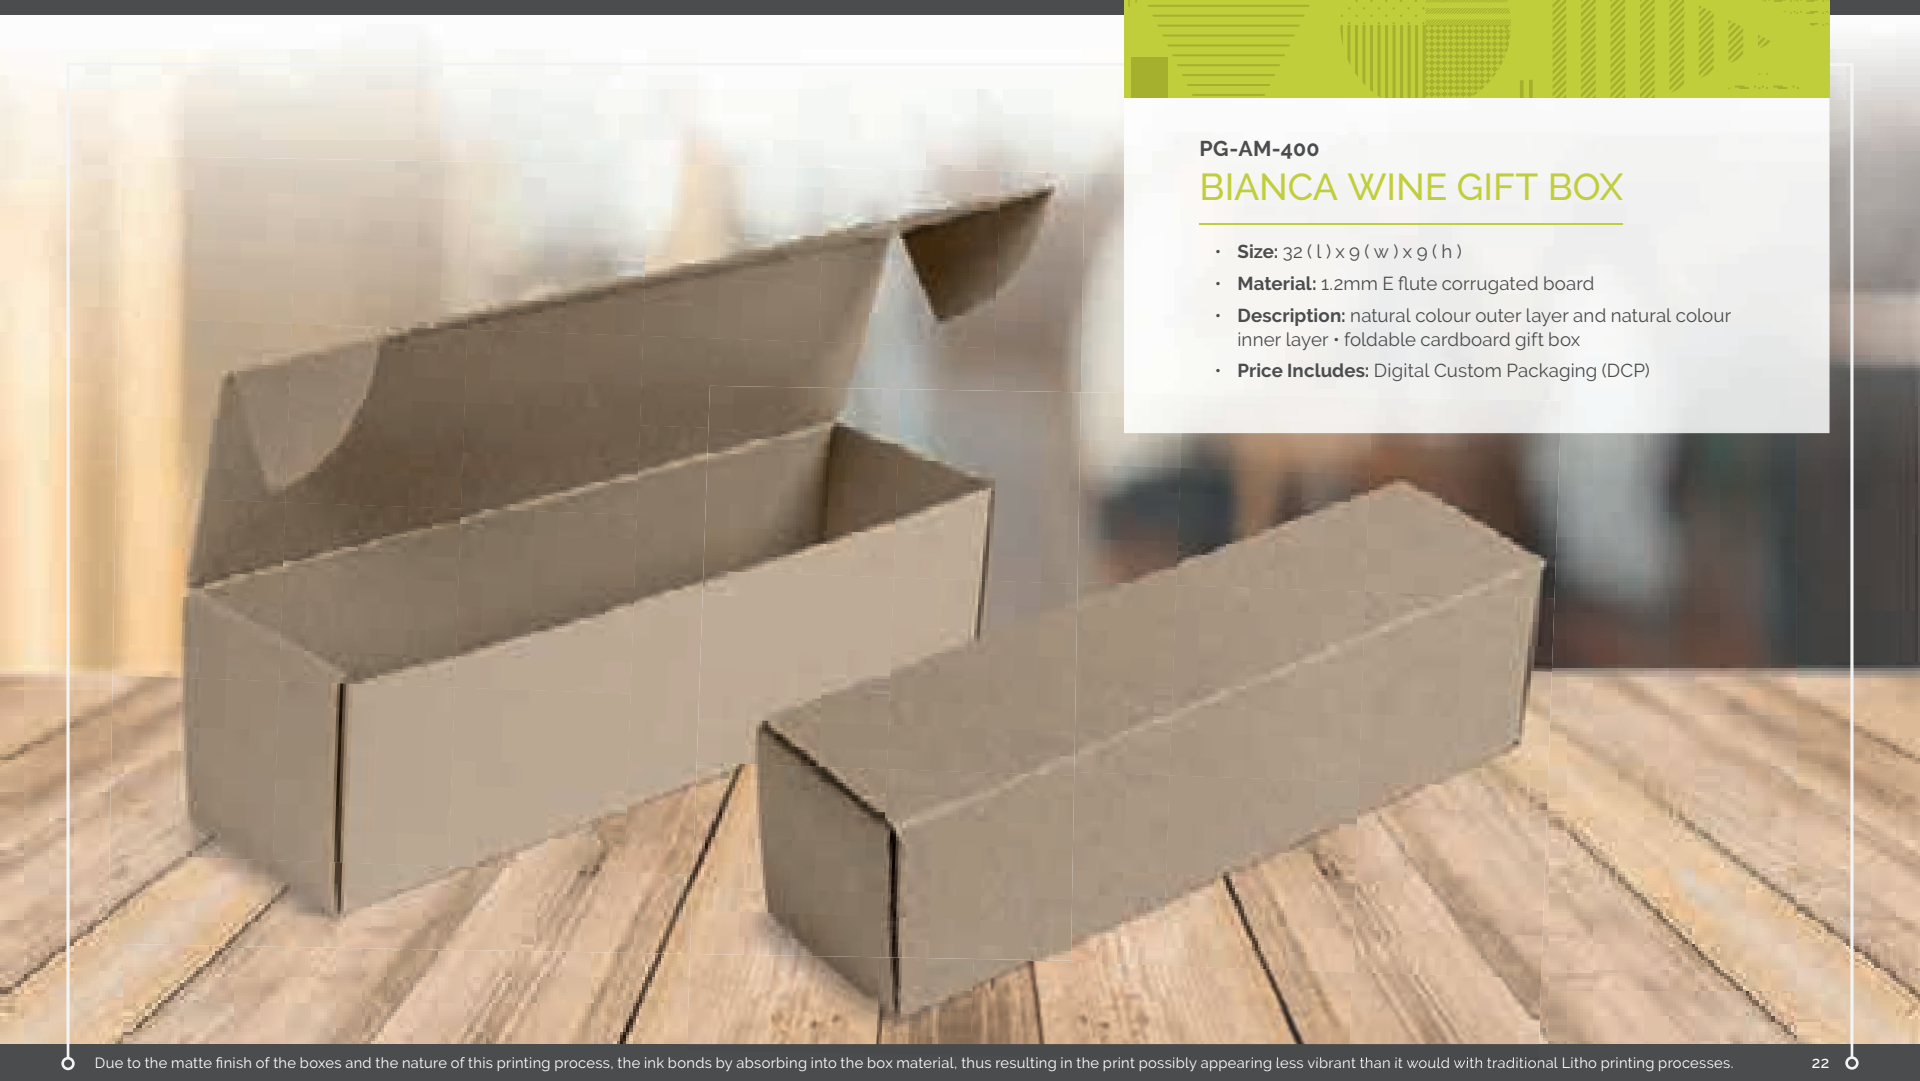 PG-AM-400
BIANCA WINE GIFT BOX
• Size: 32 ( l ) x 9 ( w ) x 9 ( h )
• Material: 1.2mm E flute corrugated board
• Description: natural colour outer layer and natural colour
inner layer • foldable cardboard gift box
• Price Includes: Digital Custom Packaging (DCP)
Due to the matte finish of the boxes and the nature of this printing process, the ink bonds by absorbing into the box material, thus resulting in the print possibly appearing less vibrant than it would with traditional Litho printing processes.
22